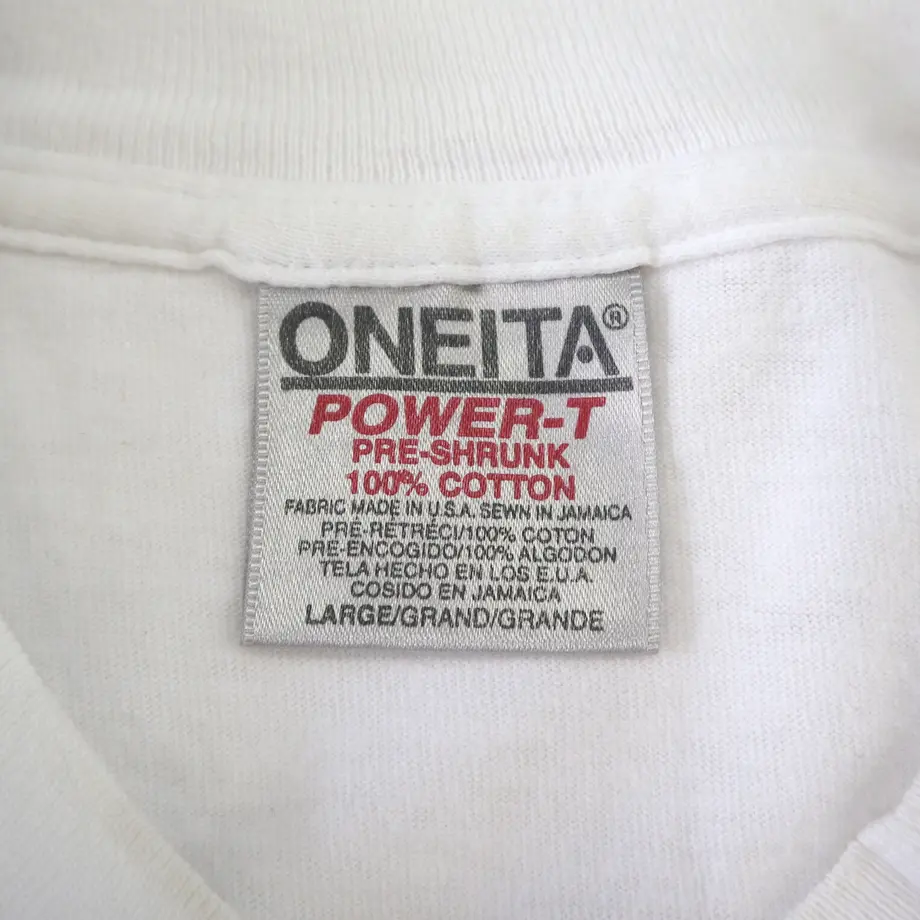 ONEITA®
POWER-T
PRE-SHRUNK
100% COTTON
FABRIC MADE IN U.S.A. SEWN IN JAMAICA
PRÉ-RETRÉCI/100% COTON
PRE-ENCOGIDO/100% ALGODON
TELA HECHO EN LOS E.U.A.
COSIDO EN JAMAICA
LARGE/GRAND/GRANDE